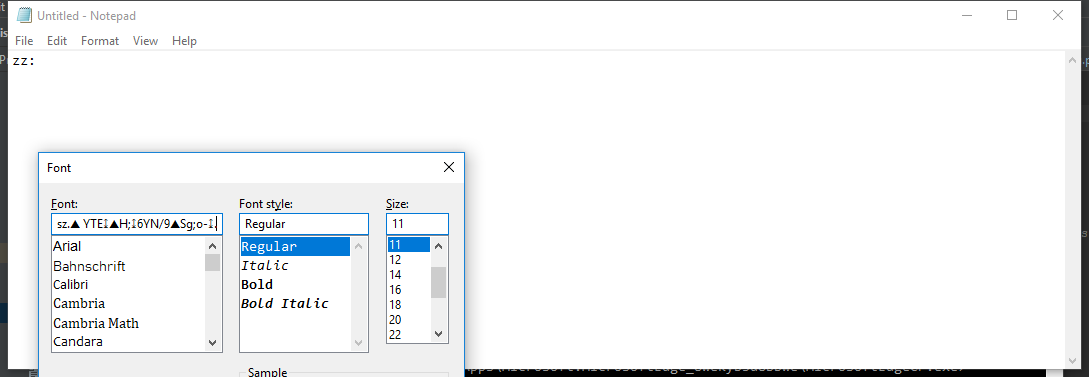 Untitled - Notepad
File Edit Format View Help
zz:
Font
Font: Font style: Size:
sz.▲ YTE↨▲H;↨6YN/9▲Sg;o-↨. Regular 11
Arial Regular 11
Bahnschrift Italic 12
Calibri Bold 14
Cambria Bold Italic 16
Cambria Math 18
Candara 20
22
Sample